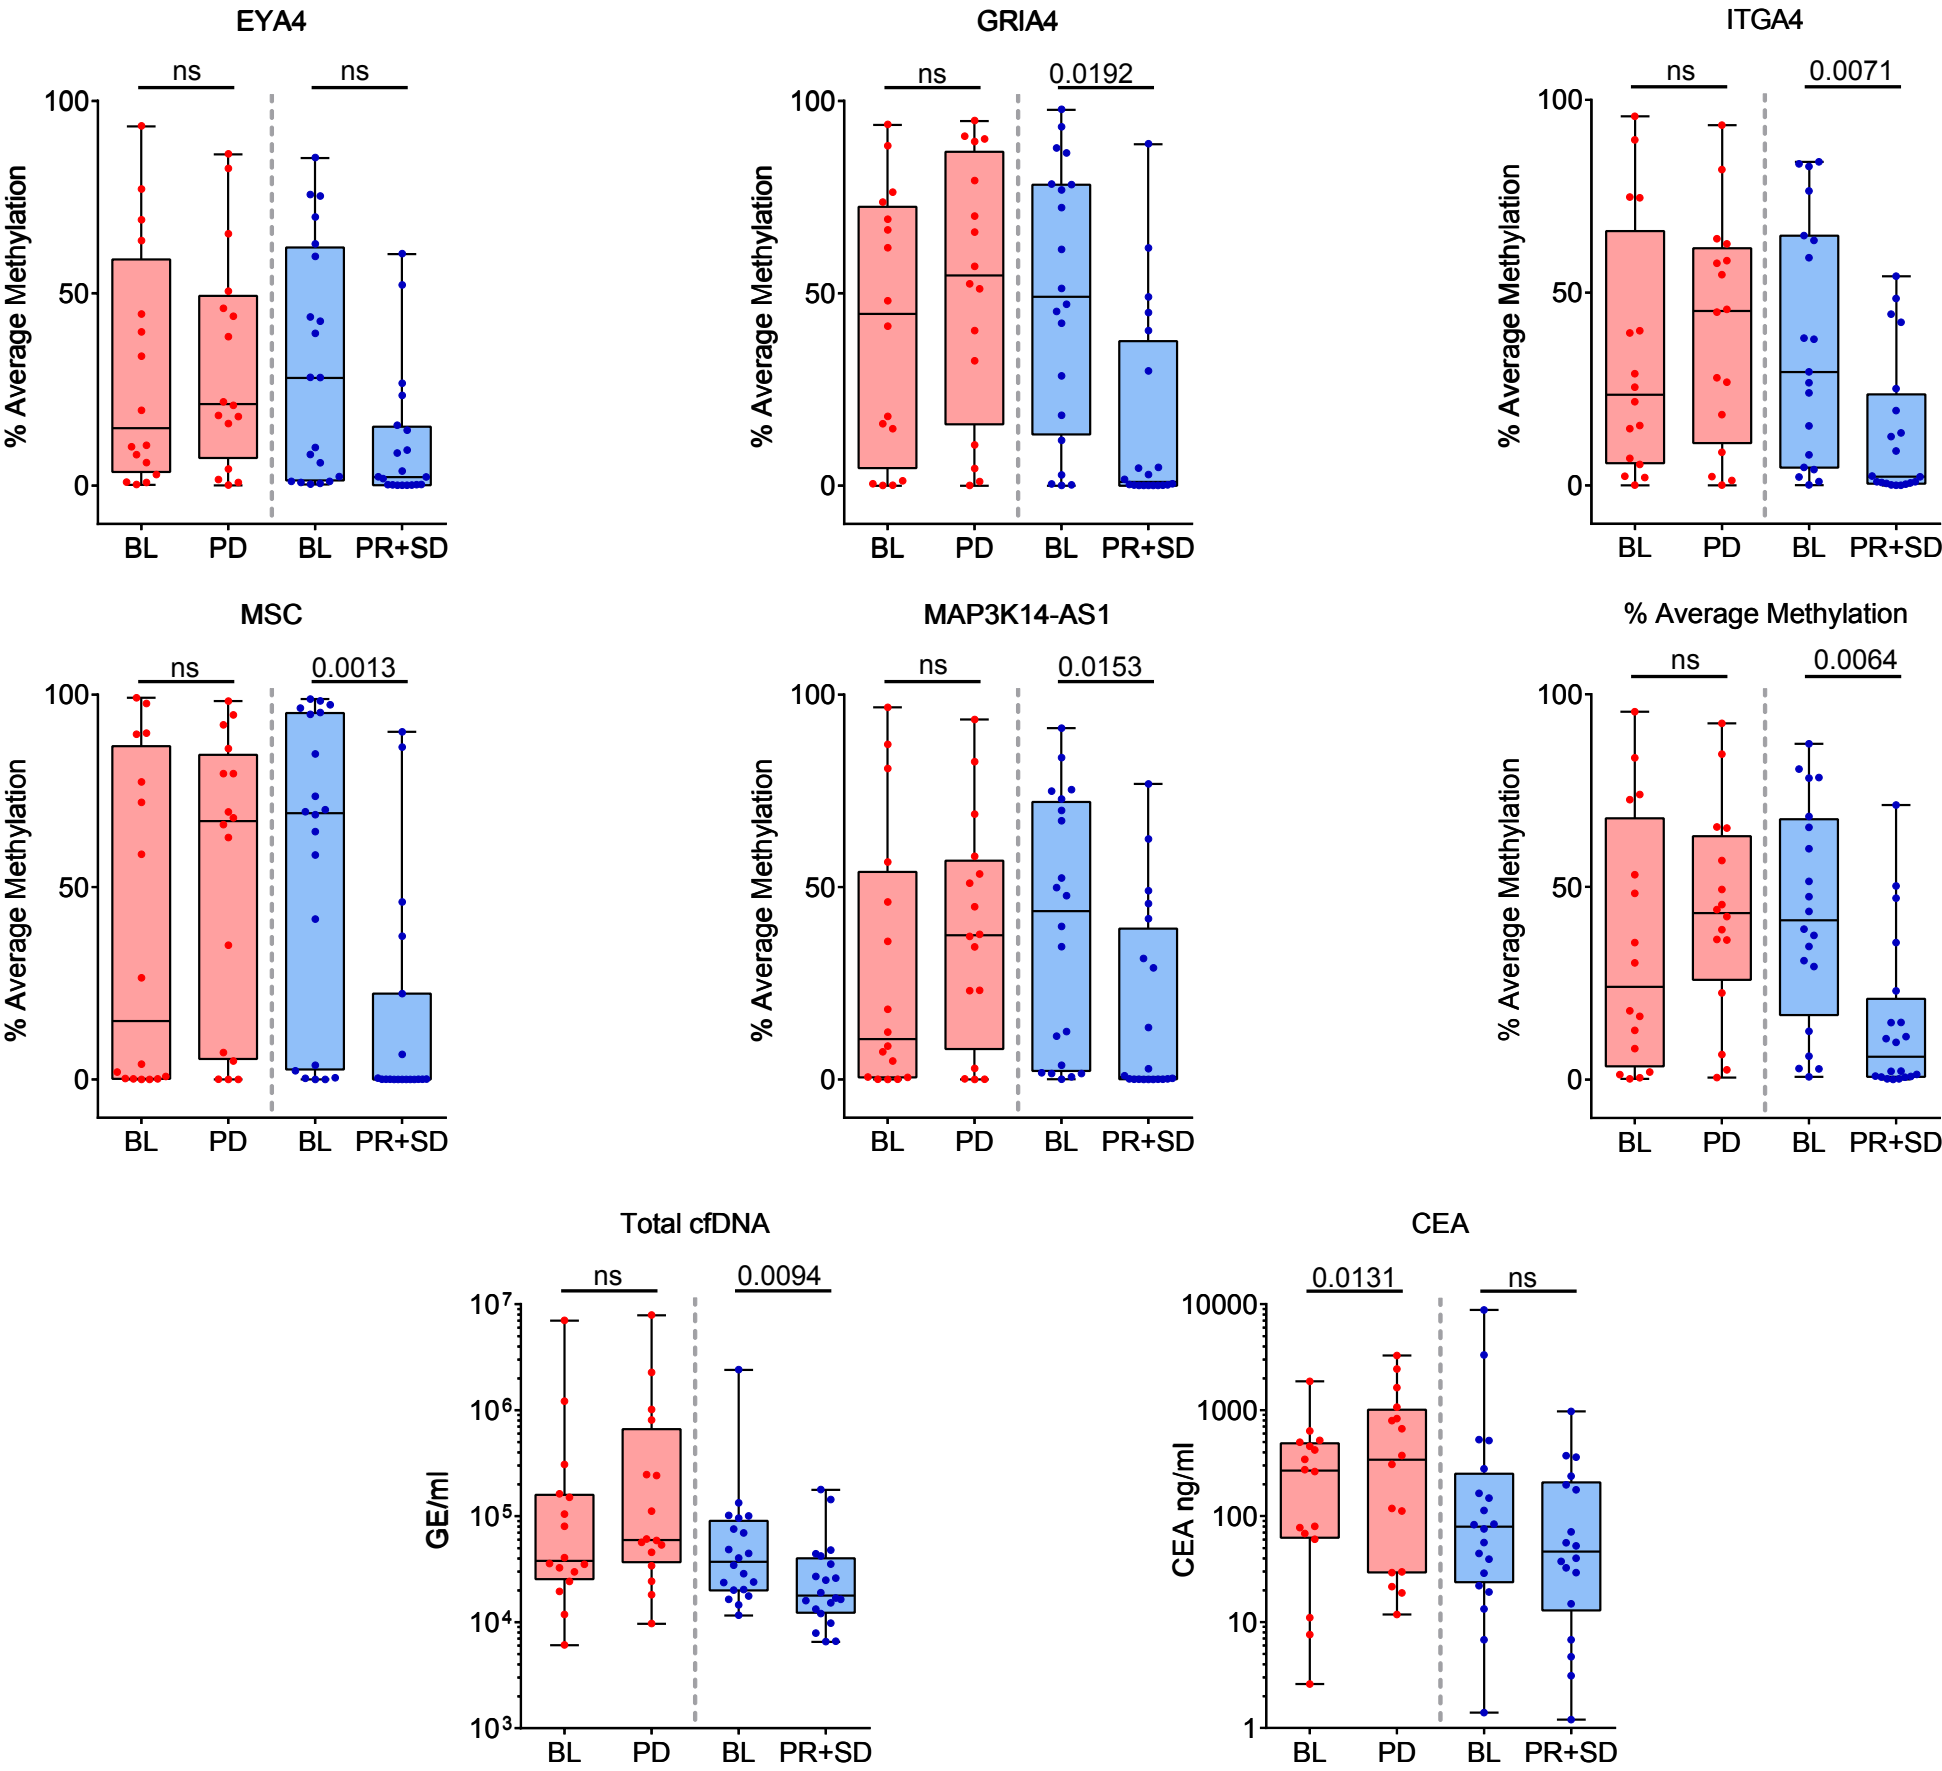 EYA4
ns ns
100
50
0
% Average Methylation
BL PD BL PR+SD
GRIA4
ns 0.0192
100
50
0
% Average Methylation
BL PD BL PR+SD
ITGA4
ns 0.0071
100
50
0
% Average Methylation
BL PD BL PR+SD
MSC
ns 0.0013
100
50
0
% Average Methylation
BL PD BL PR+SD
MAP3K14-AS1
ns 0.0153
100
50
0
% Average Methylation
BL PD BL PR+SD
% Average Methylation
ns 0.0064
100
50
0
% Average Methylation
BL PD BL PR+SD
Total cfDNA
ns 0.0094
10⁷
10⁶
10⁵
10⁴
10³
GE/ml
BL PD BL PR+SD
CEA
0.0131 ns
10000
1000
100
10
1
CEA ng/ml
BL PD BL PR+SD